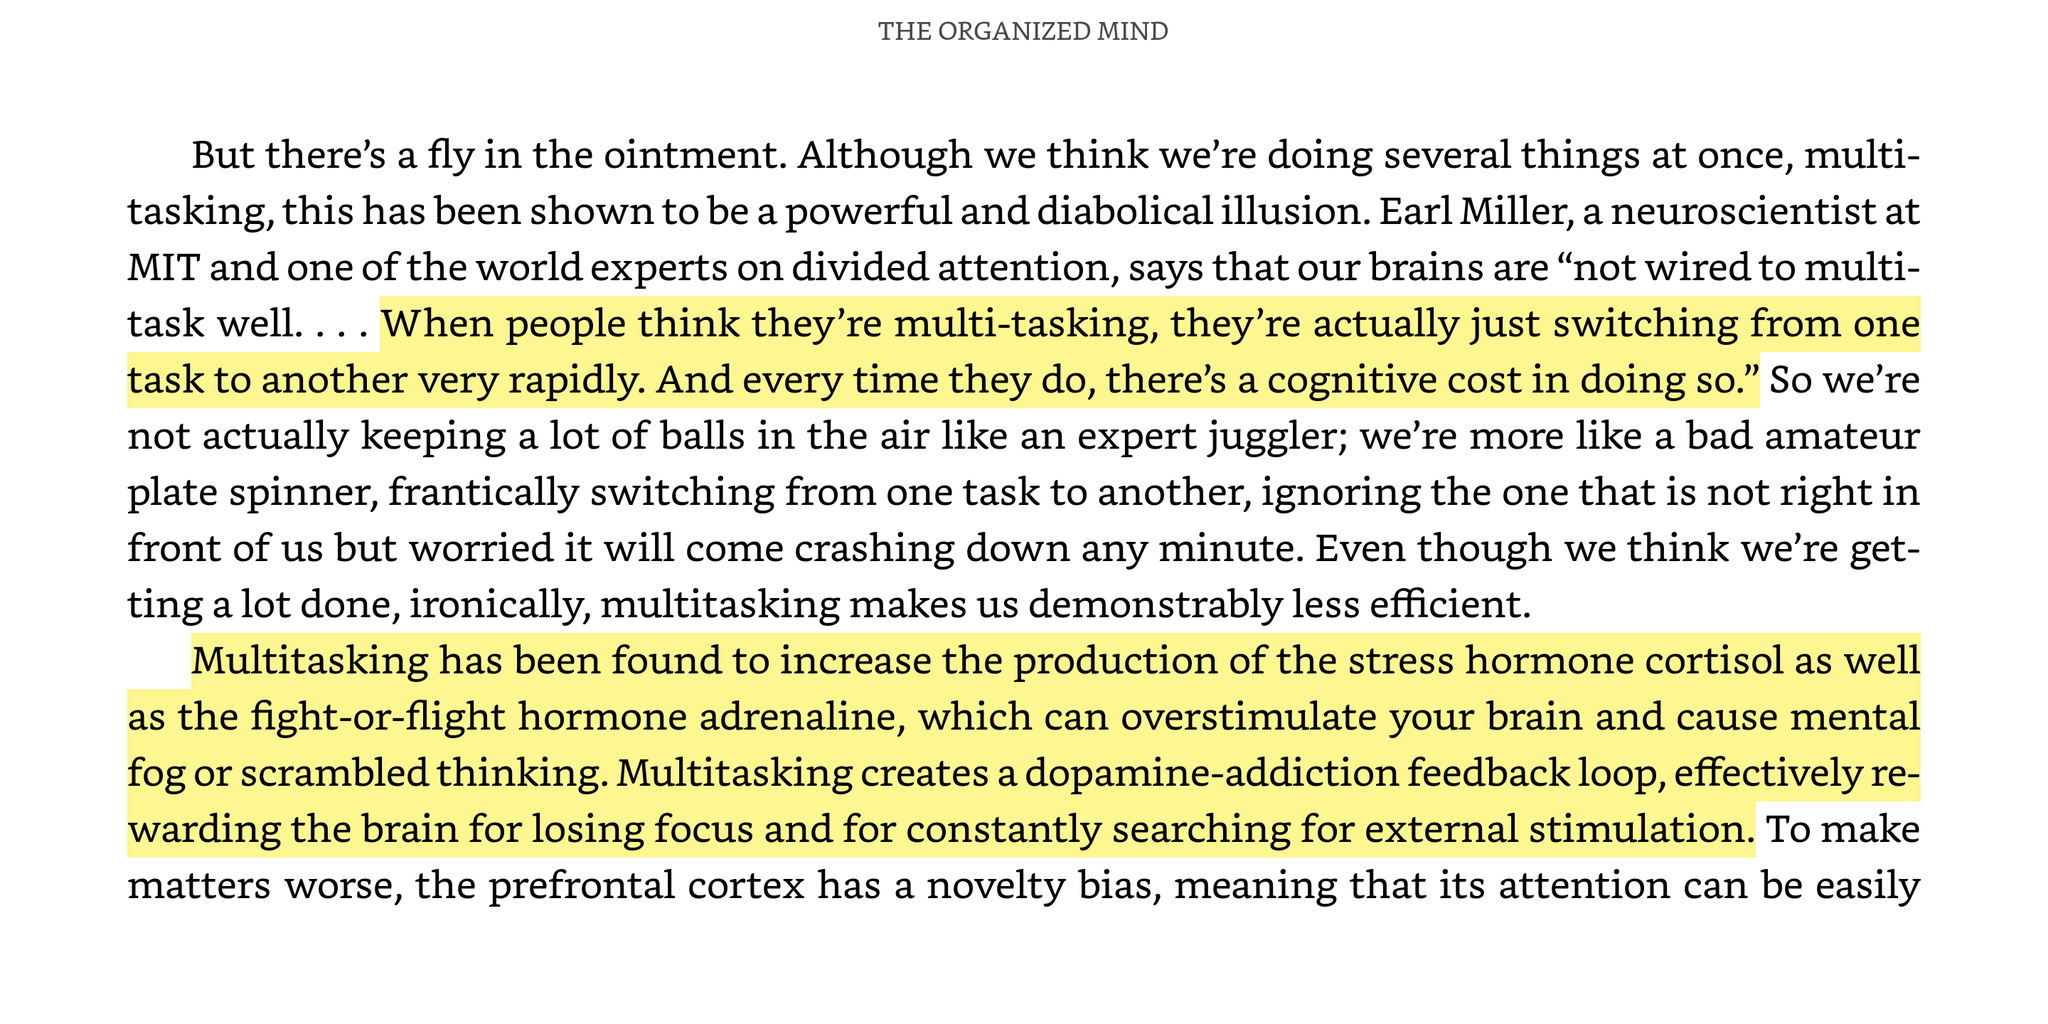 THE ORGANIZED MIND
But there’s a fly in the ointment. Although we think we’re doing several things at once, multi-
tasking, this has been shown to be a powerful and diabolical illusion. Earl Miller, a neuroscientist at
MIT and one of the world experts on divided attention, says that our brains are “not wired to multi-
task well. . . . When people think they’re multi-tasking, they’re actually just switching from one
task to another very rapidly. And every time they do, there’s a cognitive cost in doing so.” So we’re
not actually keeping a lot of balls in the air like an expert juggler; we’re more like a bad amateur
plate spinner, frantically switching from one task to another, ignoring the one that is not right in
front of us but worried it will come crashing down any minute. Even though we think we’re get-
ting a lot done, ironically, multitasking makes us demonstrably less efficient.
Multitasking has been found to increase the production of the stress hormone cortisol as well
as the fight-or-flight hormone adrenaline, which can overstimulate your brain and cause mental
fog or scrambled thinking. Multitasking creates a dopamine-addiction feedback loop, effectively re-
warding the brain for losing focus and for constantly searching for external stimulation. To make
matters worse, the prefrontal cortex has a novelty bias, meaning that its attention can be easily